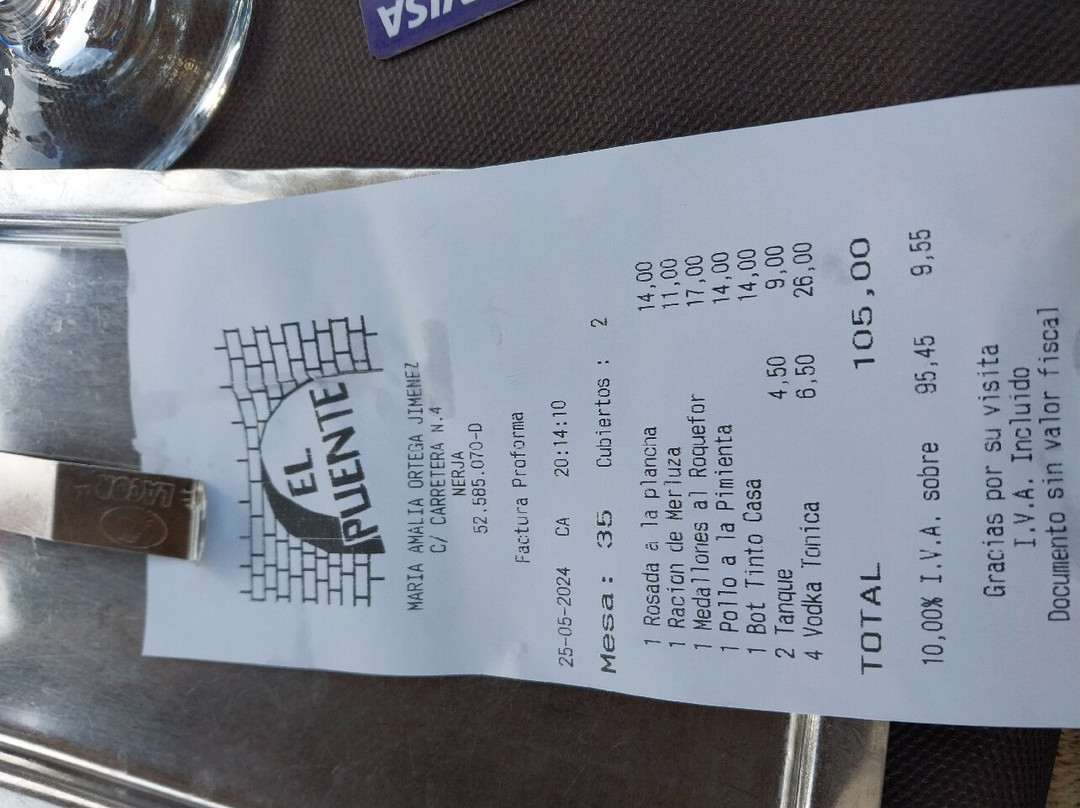 VISA
EL
PUENTE
MARIA AMALIA ORTEGA JIMENEZ
C/ CARRETERA N.4
NERJA
52.585.070-D
Factura Proforma
25-05-2024 CA 20:14:10
Mesa: 35 Cubiertos : 2
1 Rosada a la plancha 14,00
1 Racion de Merluza 11,00
1 Medallones al Roquefor 17,00
1 Pollo a la Pimienta 14,00
1 Bot Tinto Casa 14,00
2 Tanque 4,50 9,00
4 Vodka Tonica 6,50 26,00
TOTAL 105,00
10,00% I.V.A. sobre 95,45 9,55
Gracias por su visita
I.V.A. Incluido
Documento sin valor fiscal